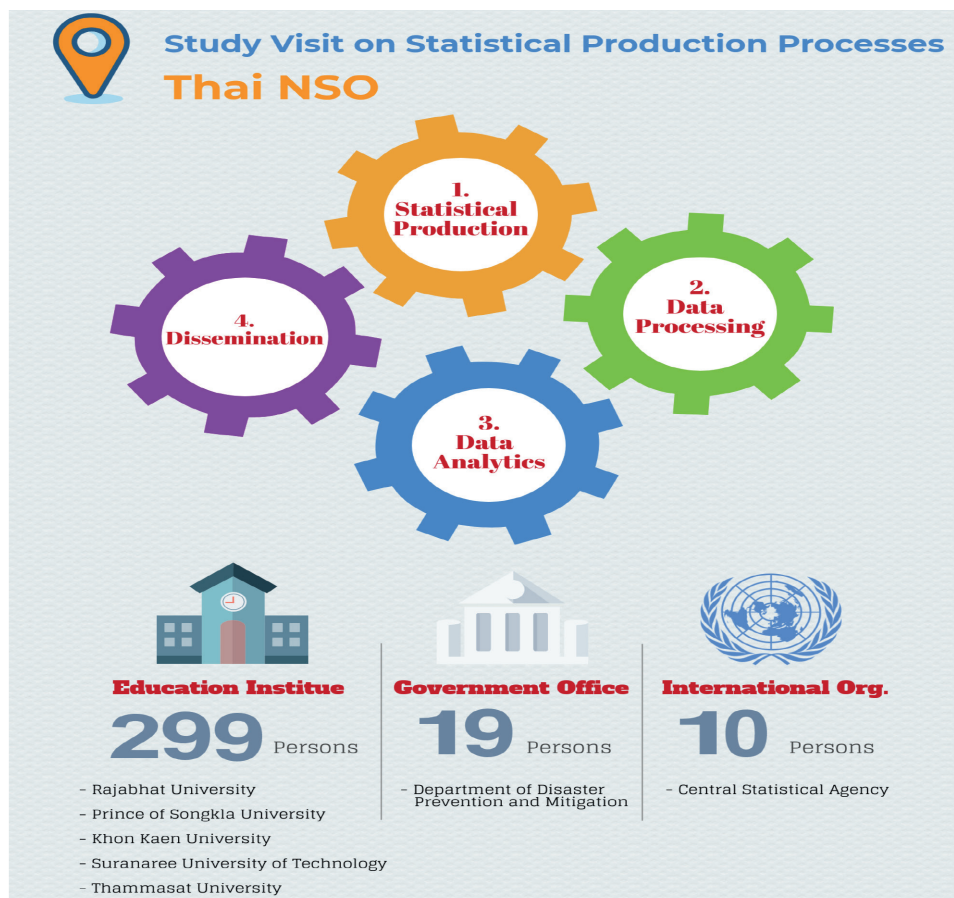 Study Visit on Statistical Production Processes
Thai NSO
1.
Statistical
Production
2.
Data
Processing
3.
Data
Analytics
4.
Dissemination
Education Institue
299 Persons
- Rajabhat University
- Prince of Songkla University
- Khon Kaen University
- Suranaree University of Technology
- Thammasat University
Government Office
19 Persons
- Department of Disaster
Prevention and Mitigation
International Org.
10 Persons
- Central Statistical Agency